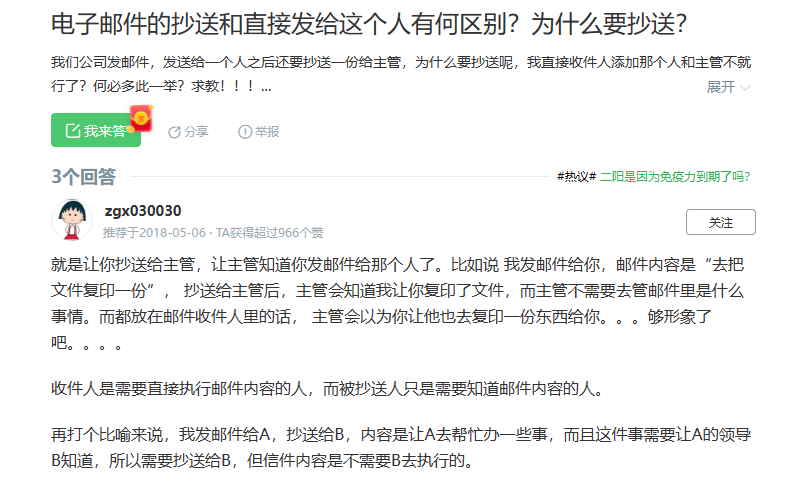 电子邮件的抄送和直接发给这个人有何区别？为什么要抄送？
我们公司发邮件，发送给一个人之后还要抄送一份给主管，为什么要抄送呢，我直接收件人添加那个人和主管不就
行了？何必多此一举？求教！！！...
展开
我来答
分享
举报
3个回答
#热议# 二阳是因为免疫力到期了吗?
zgx030030
推荐于2018-05-06 · TA获得超过966个赞
关注
就是让你抄送给主管，让主管知道你发邮件给那个人了。比如说 我发邮件给你，邮件内容是“去把
文件复印一份”， 抄送给主管后，主管会知道我让你复印了文件，而主管不需要去管邮件里是什么
事情。而都放在邮件收件人里的话， 主管会以为你让他也去复印一份东西给你。。。够形象了
吧。。。。
收件人是需要直接执行邮件内容的人，而被抄送人只是需要知道邮件内容的人。
再打个比喻来说，我发邮件给A，抄送给B，内容是让A去帮忙办一些事，而且这件事需要让A的领导
B知道，所以需要抄送给B，但信件内容是不需要B去执行的。